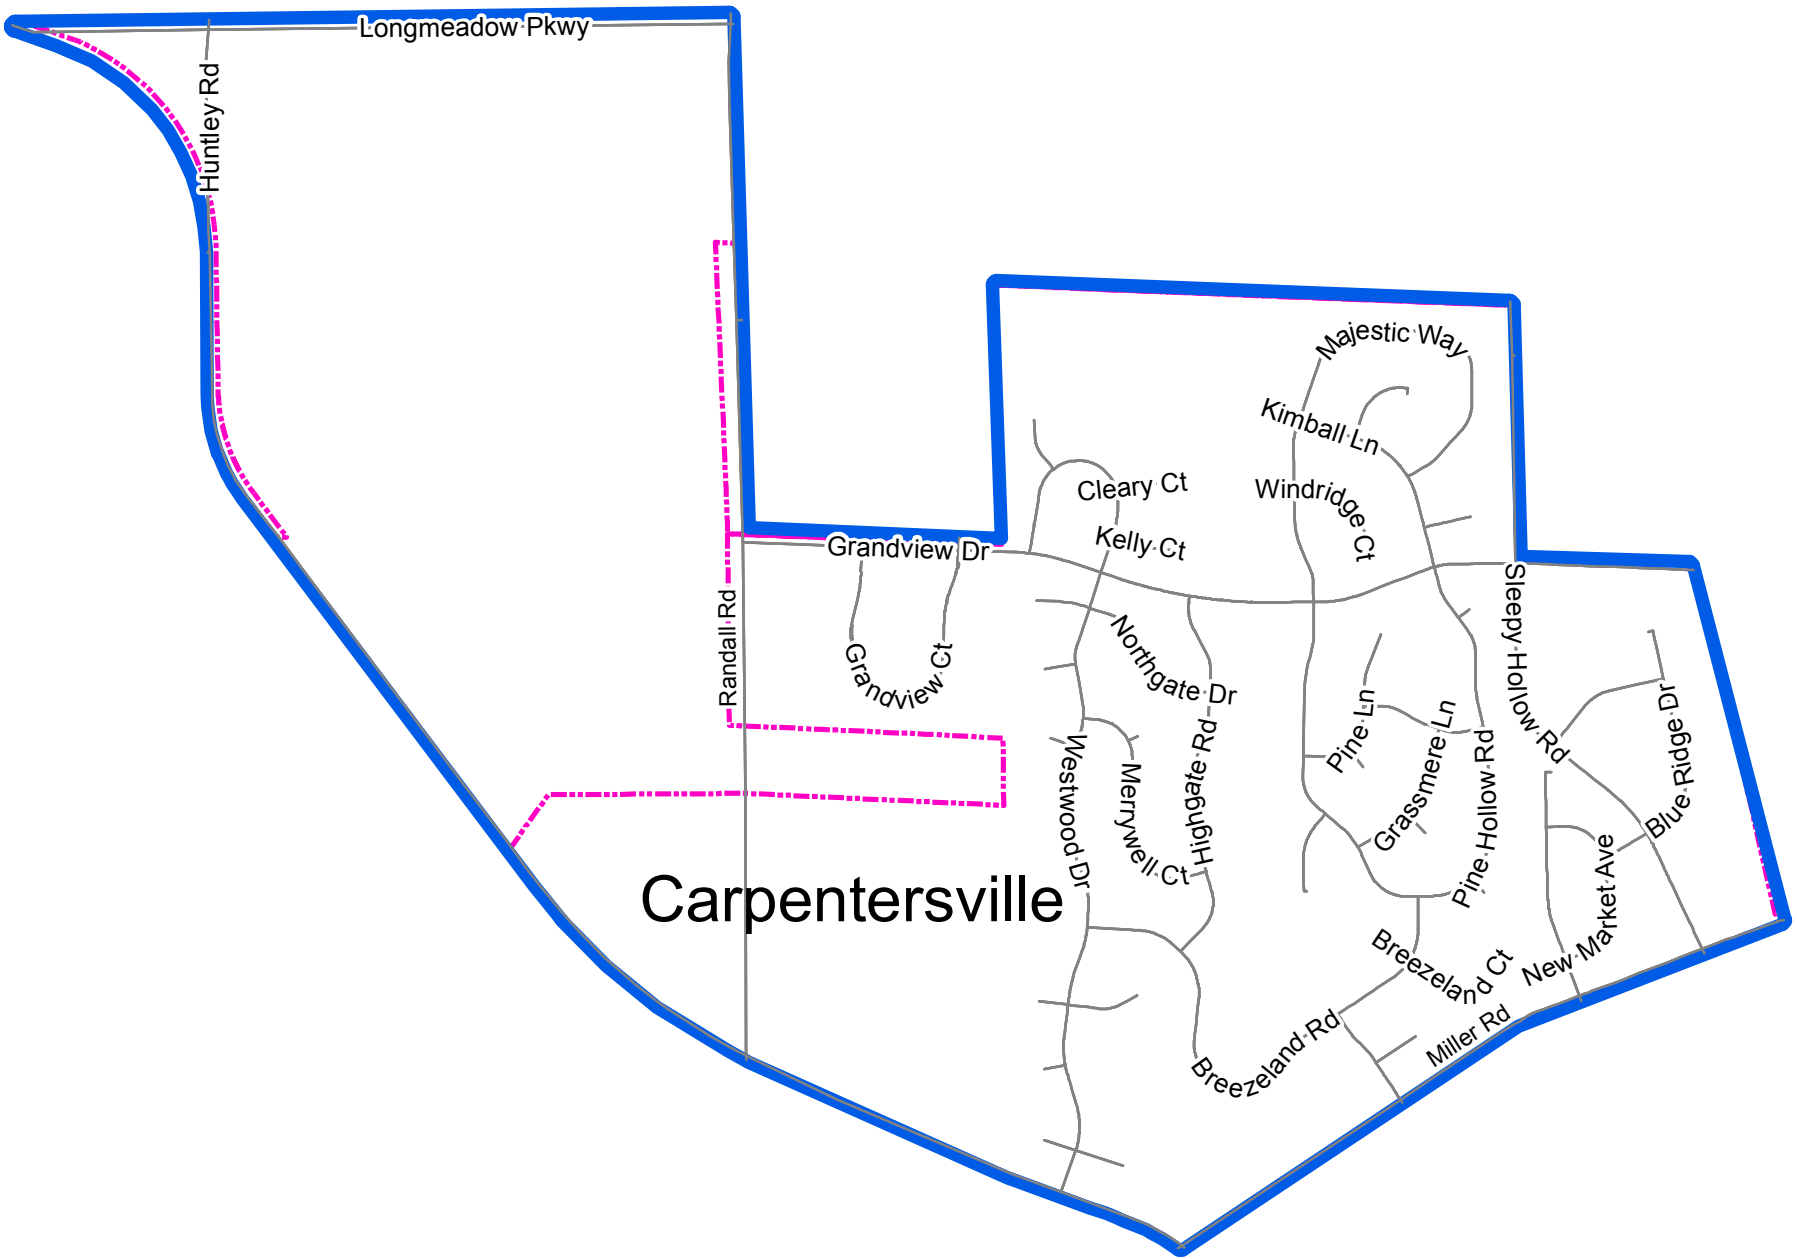 Longmeadow Pkwy
Huntley Rd
Majestic Way
Kimball Ln
Cleary Ct
Windridge Ct
Kelly Ct
Grandview Dr
Sleepy Hollow Rd
Randall Rd
Grandview Ct
Northgate Dr
Pine Ln
Grassmere Ln
Blue Ridge Dr
Westwood Dr
Merrywell Ct
Highgate Rd
Pine Hollow Rd
New Market Ave
Carpentersville
Breezeland Ct
Miller Rd
Breezeland Rd